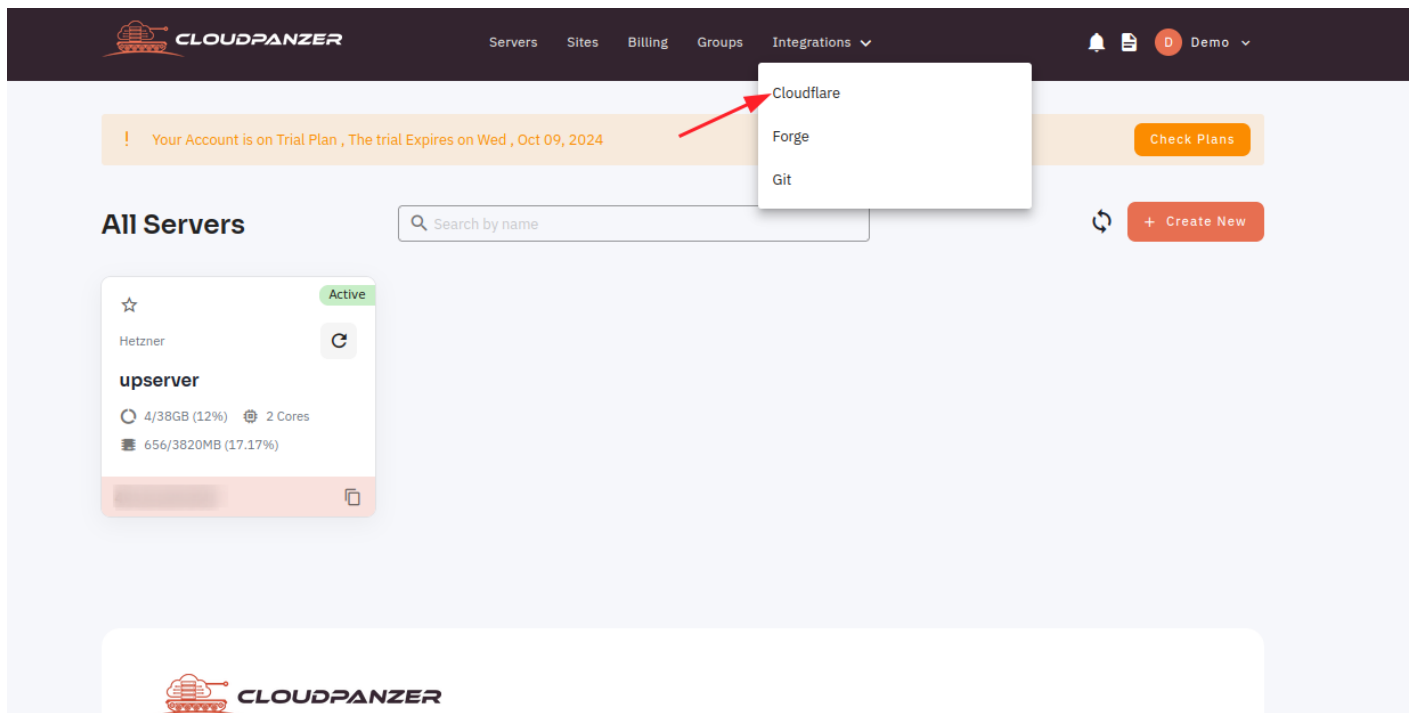 CLOUDPANZER
Servers Sites Billing Groups Integrations
D Demo
Cloudflare
Forge
Git
! Your Account is on Trial Plan , The trial Expires on Wed , Oct 09, 2024
Check Plans
All Servers
Search by name
+ Create New
Active
Hetzner
upserver
4/38GB (12%) 2 Cores
656/3820MB (17.17%)
CLOUDPANZER